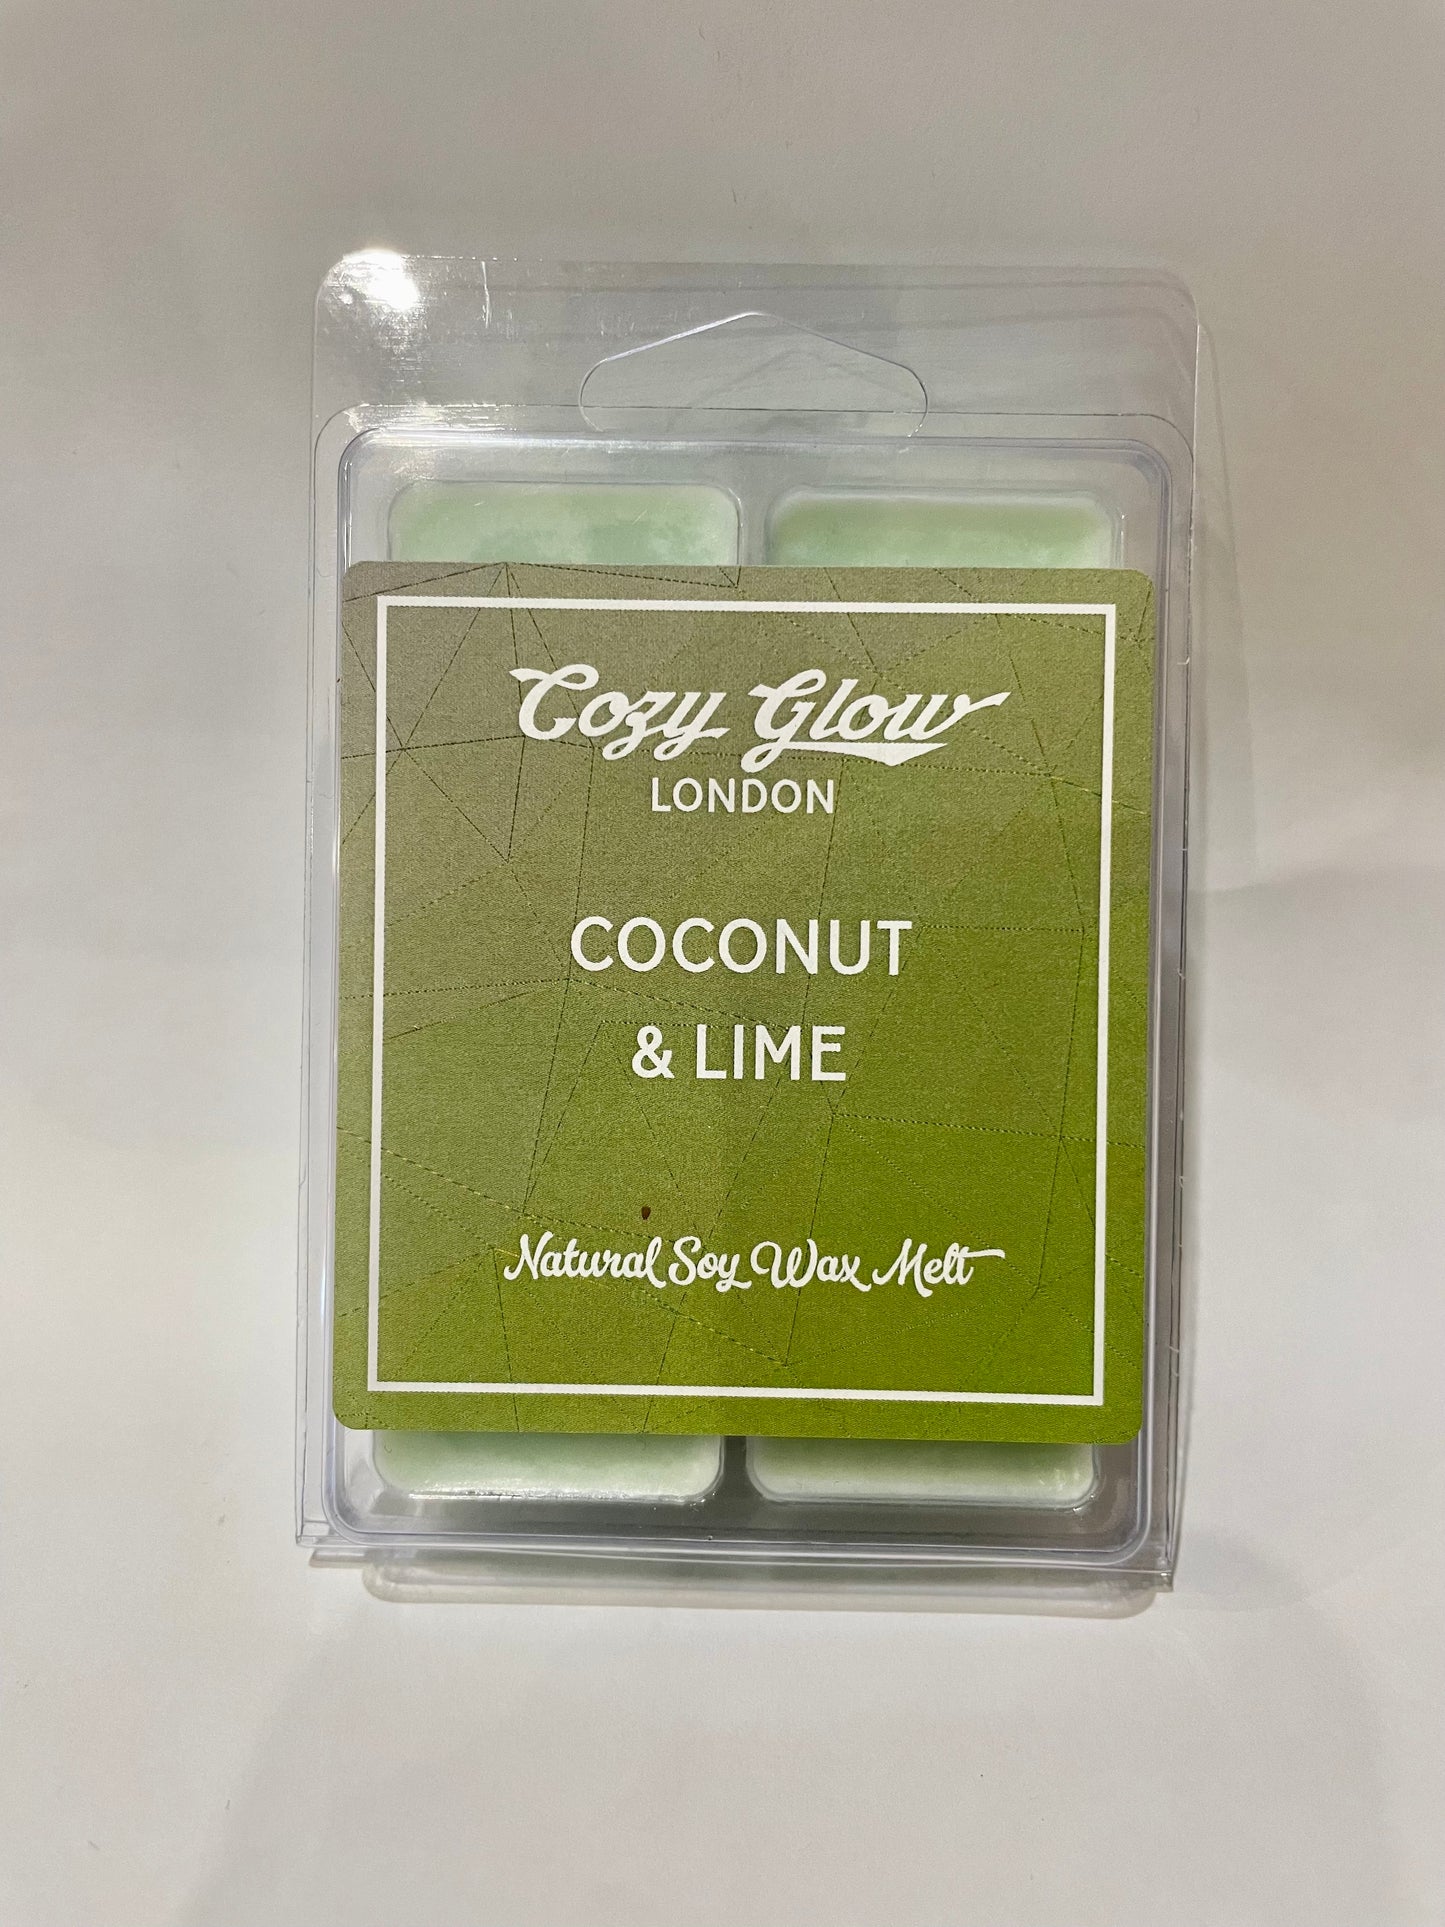 Cozy Glow
LONDON
COCONUT
& LIME
Natural Soy Wax Melt